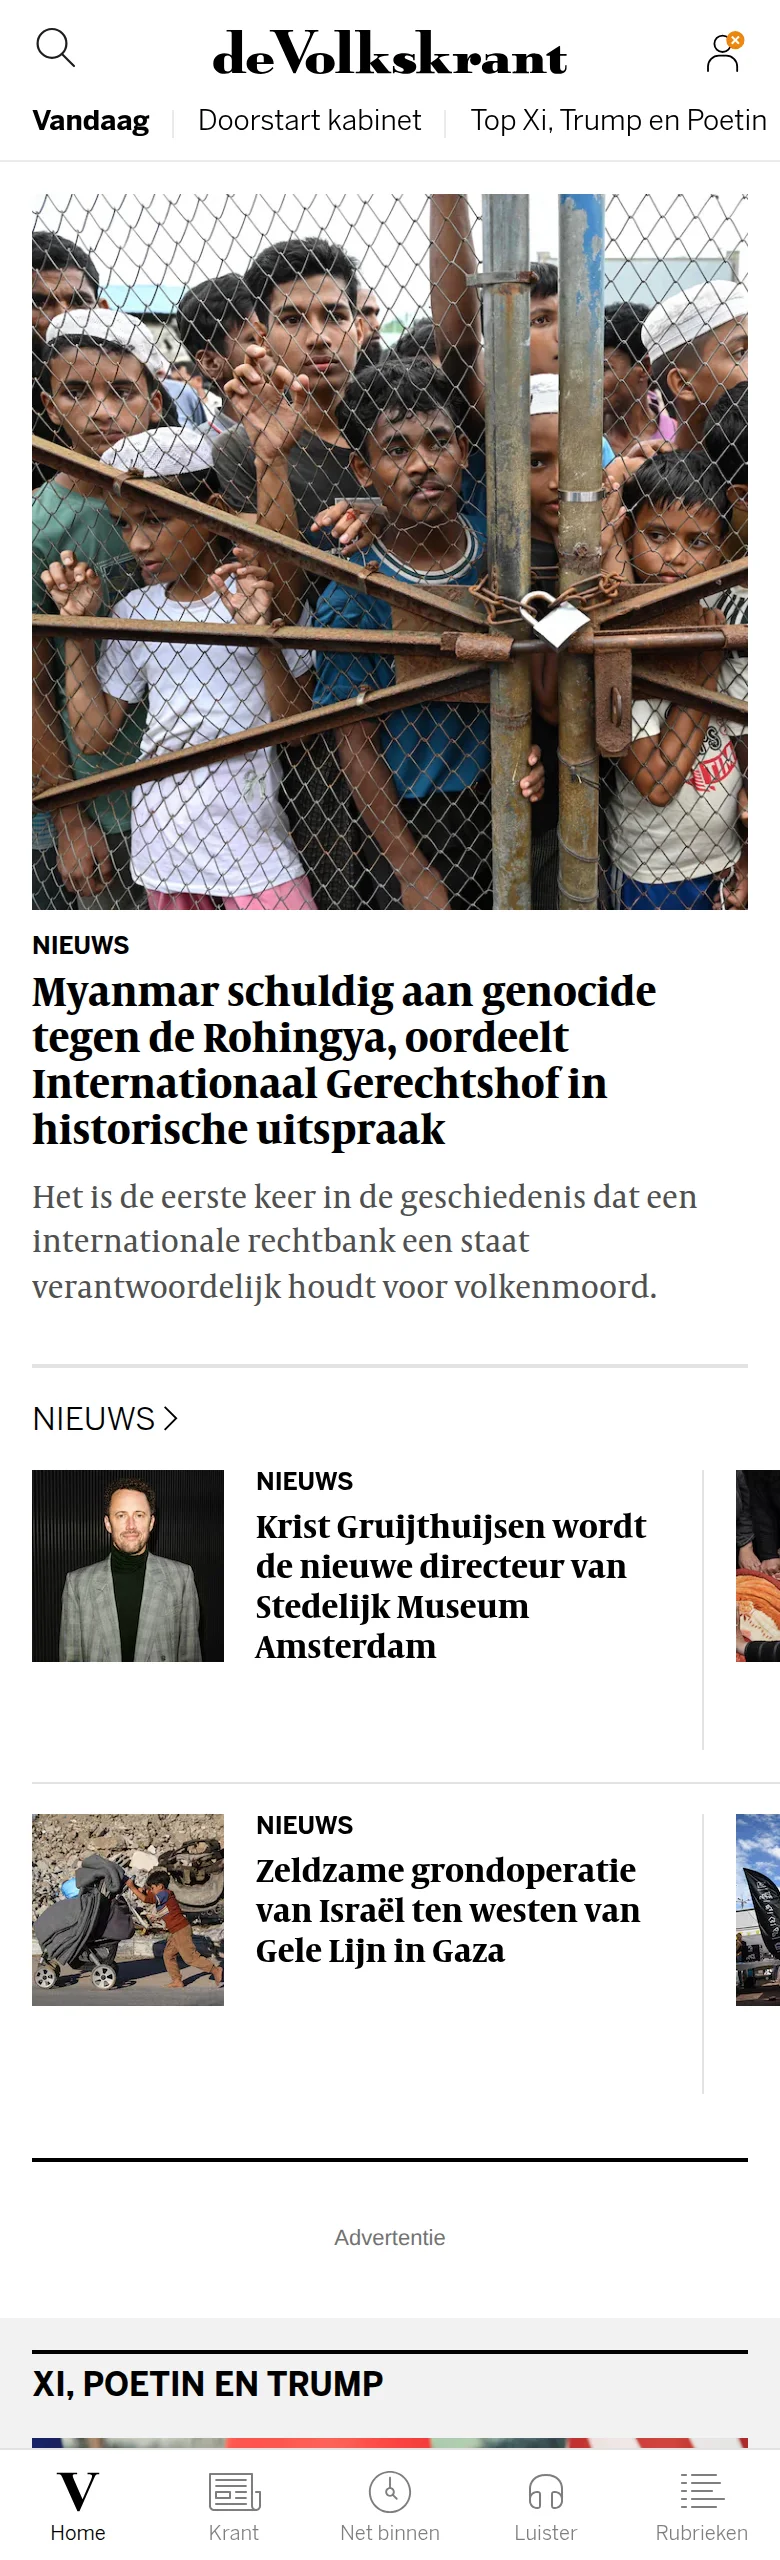 deVolkskrant
Vandaag
Doorstart kabinet
Top Xi, Trump en Poetin
NIEUWS
Myanmar schuldig aan genocide
tegen de Rohingya, oordeelt
Internationaal Gerechtshof in
historische uitspraak
Het is de eerste keer in de geschiedenis dat een
internationale rechtbank een staat
verantwoordelijk houdt voor volkenmoord.
NIEUWS
NIEUWS
Krist Gruijthuijsen wordt
de nieuwe directeur van
Stedelijk Museum
Amsterdam
NIEUWS
Zeldzame grondoperatie
van Israël ten westen van
Gele Lijn in Gaza
Advertentie
XI, POETIN EN TRUMP
V
Home
Krant
Net binnen
Luister
Rubrieken